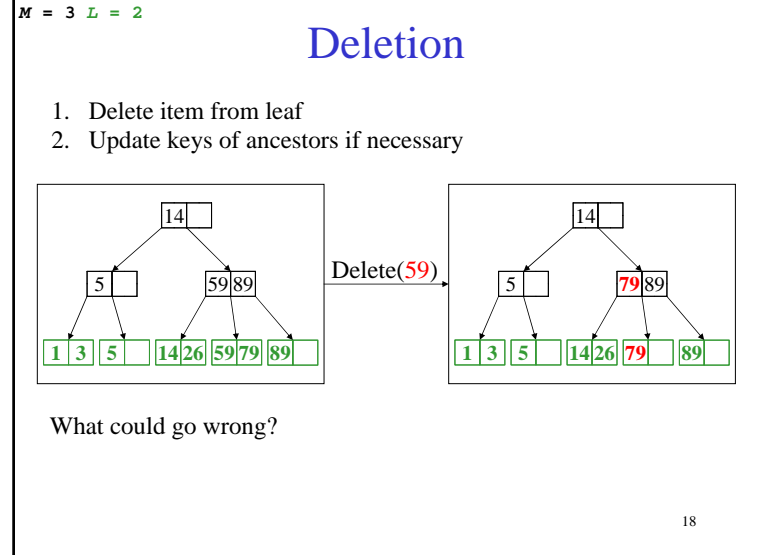 M = 3 L = 2
Deletion
1. Delete item from leaf
2. Update keys of ancestors if necessary
14
5
59 89
1 3 5 14 26 59 79 89
Delete(59)
14
5
79 89
1 3 5 14 26 79 89
What could go wrong?
18